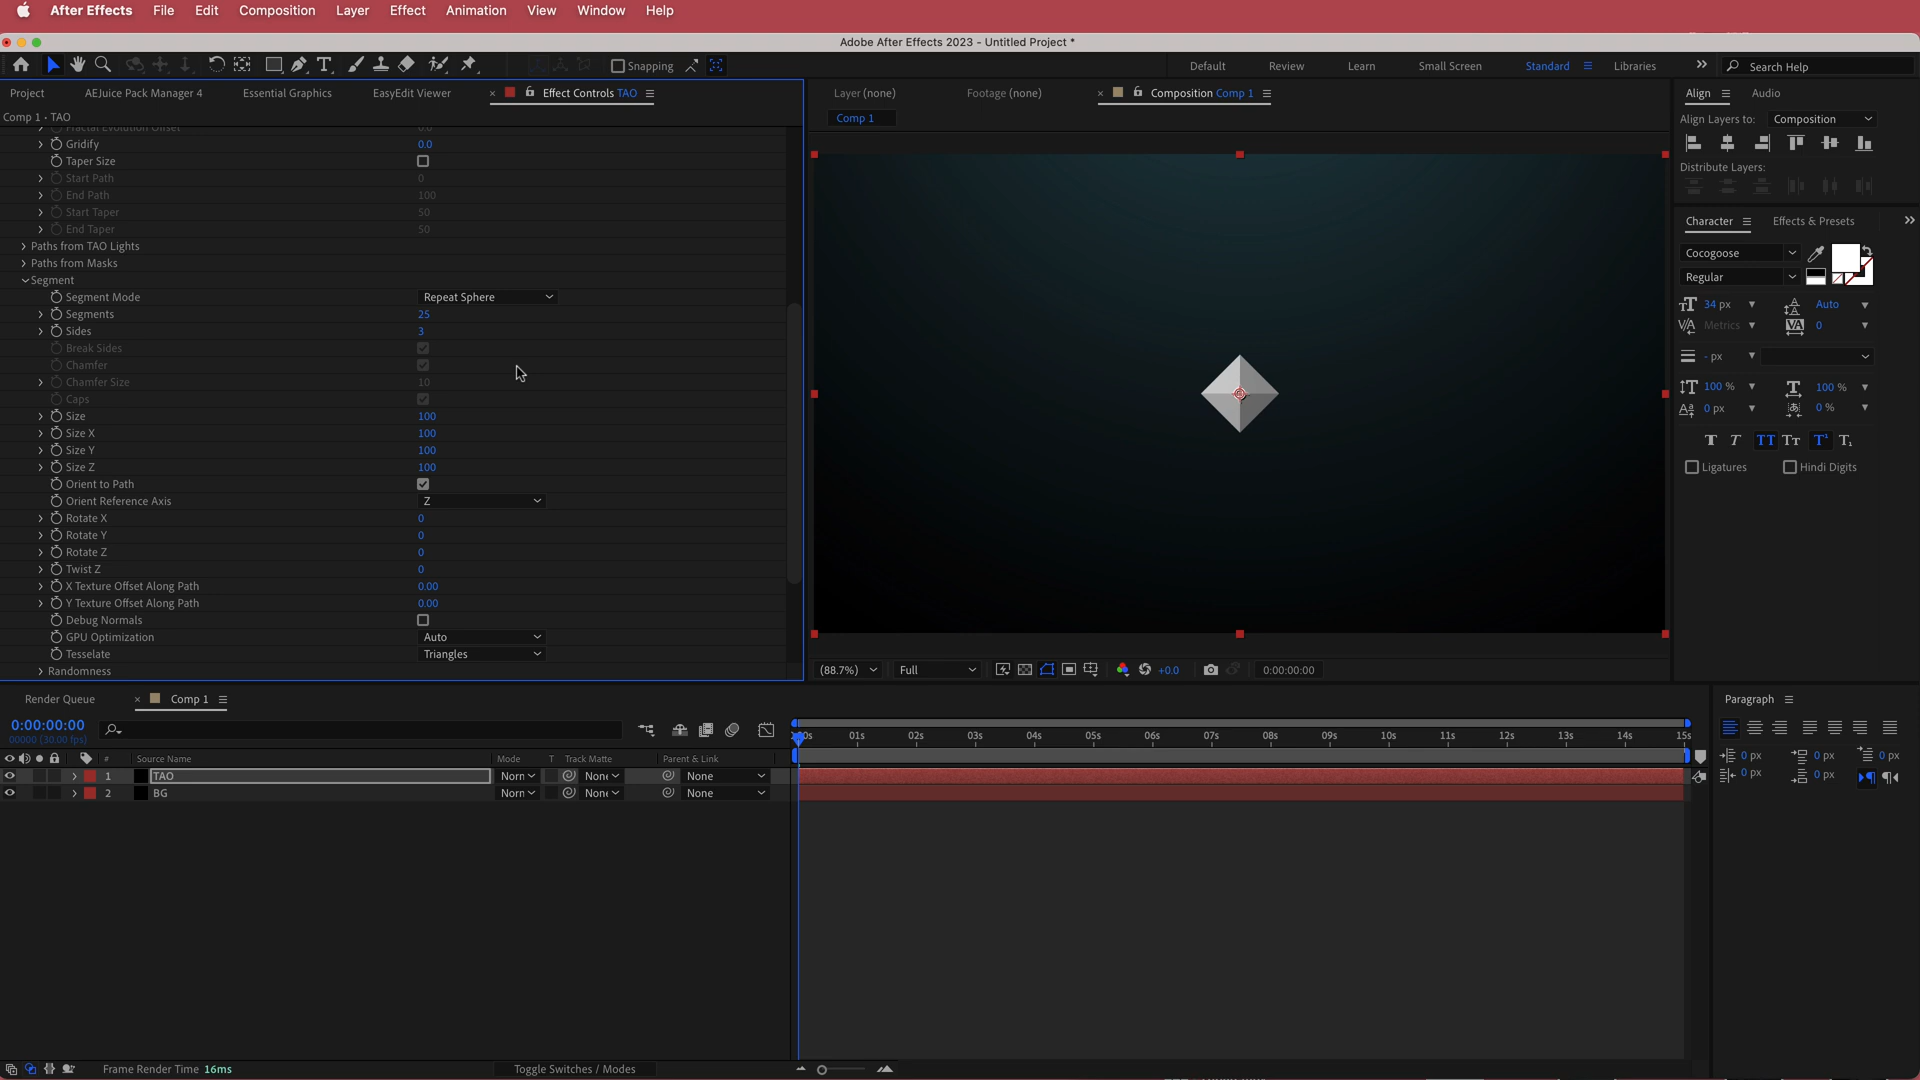 After Effects File Edit Composition Layer Effect Animation View Window Help
Adobe After Effects 2023 - Untitled Project *
Snapping
Default Review Learn Small Screen Standard Libraries Search Help
Project AEJuice Pack Manager 4 Essential Graphics EasyEdit Viewer × Effect Controls TAO
Layer (none) Footage (none) × Composition Comp 1
Align Audio
Comp 1 • TAO
Comp 1
Align Layers to: Composition
Fractal Evolution Offset 0.0
Gridify 0.0
Taper Size
Distribute Layers:
Start Path 0
End Path 100
Start Taper 50
End Taper 50
Character Effects & Presets
Paths from TAO Lights
Paths from Masks
Cocogoose
Segment
Regular
Segment Mode Repeat Sphere
Segments 25
34 px Auto
Sides 3
Metrics 0
Break Sides
- px
Chamfer
Chamfer Size 10
100 % 100 %
Caps
0 px 0 %
Size 100
Size X 100
Size Y 100
Size Z 100
Ligatures Hindi Digits
Orient to Path
Orient Reference Axis Z
Rotate X 0
Rotate Y 0
Rotate Z 0
Twist Z 0
X Texture Offset Along Path 0.00
Y Texture Offset Along Path 0.00
Debug Normals
GPU Optimization Auto
Tesselate Triangles
Randomness
(88.7%) Full +0.0 0:00:00:00
Render Queue × Comp 1
Paragraph
0:00:00:00
00000 (30.00 fps)
01s 02s 03s 04s 05s 06s 07s 08s 09s 10s 11s 12s 13s 14s 15s
# Source Name Mode T Track Matte Parent & Link
0 px 0 px 0 px
0 px 0 px
1 TAO Norn None None
2 BG Norn None None
Frame Render Time 16ms Toggle Switches / Modes